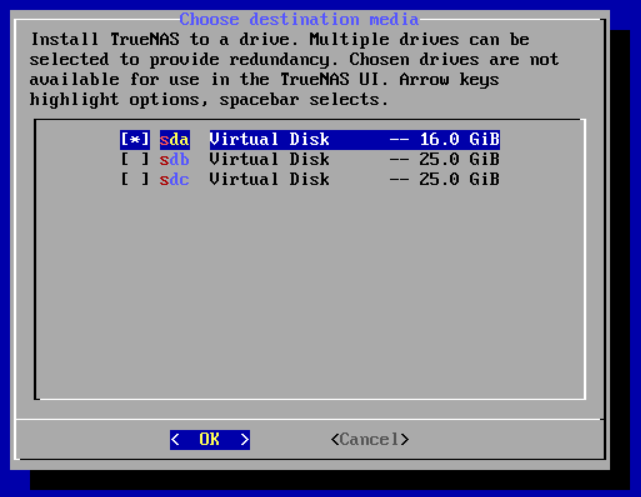 Choose destination media
Install TrueNAS to a drive. Multiple drives can be
selected to provide redundancy. Chosen drives are not
available for use in the TrueNAS UI. Arrow keys
highlight options, spacebar selects.
[*] sda Virtual Disk -- 16.0 GiB
[ ] sdb Virtual Disk -- 25.0 GiB
[ ] sdc Virtual Disk -- 25.0 GiB
< OK > <Cancel>